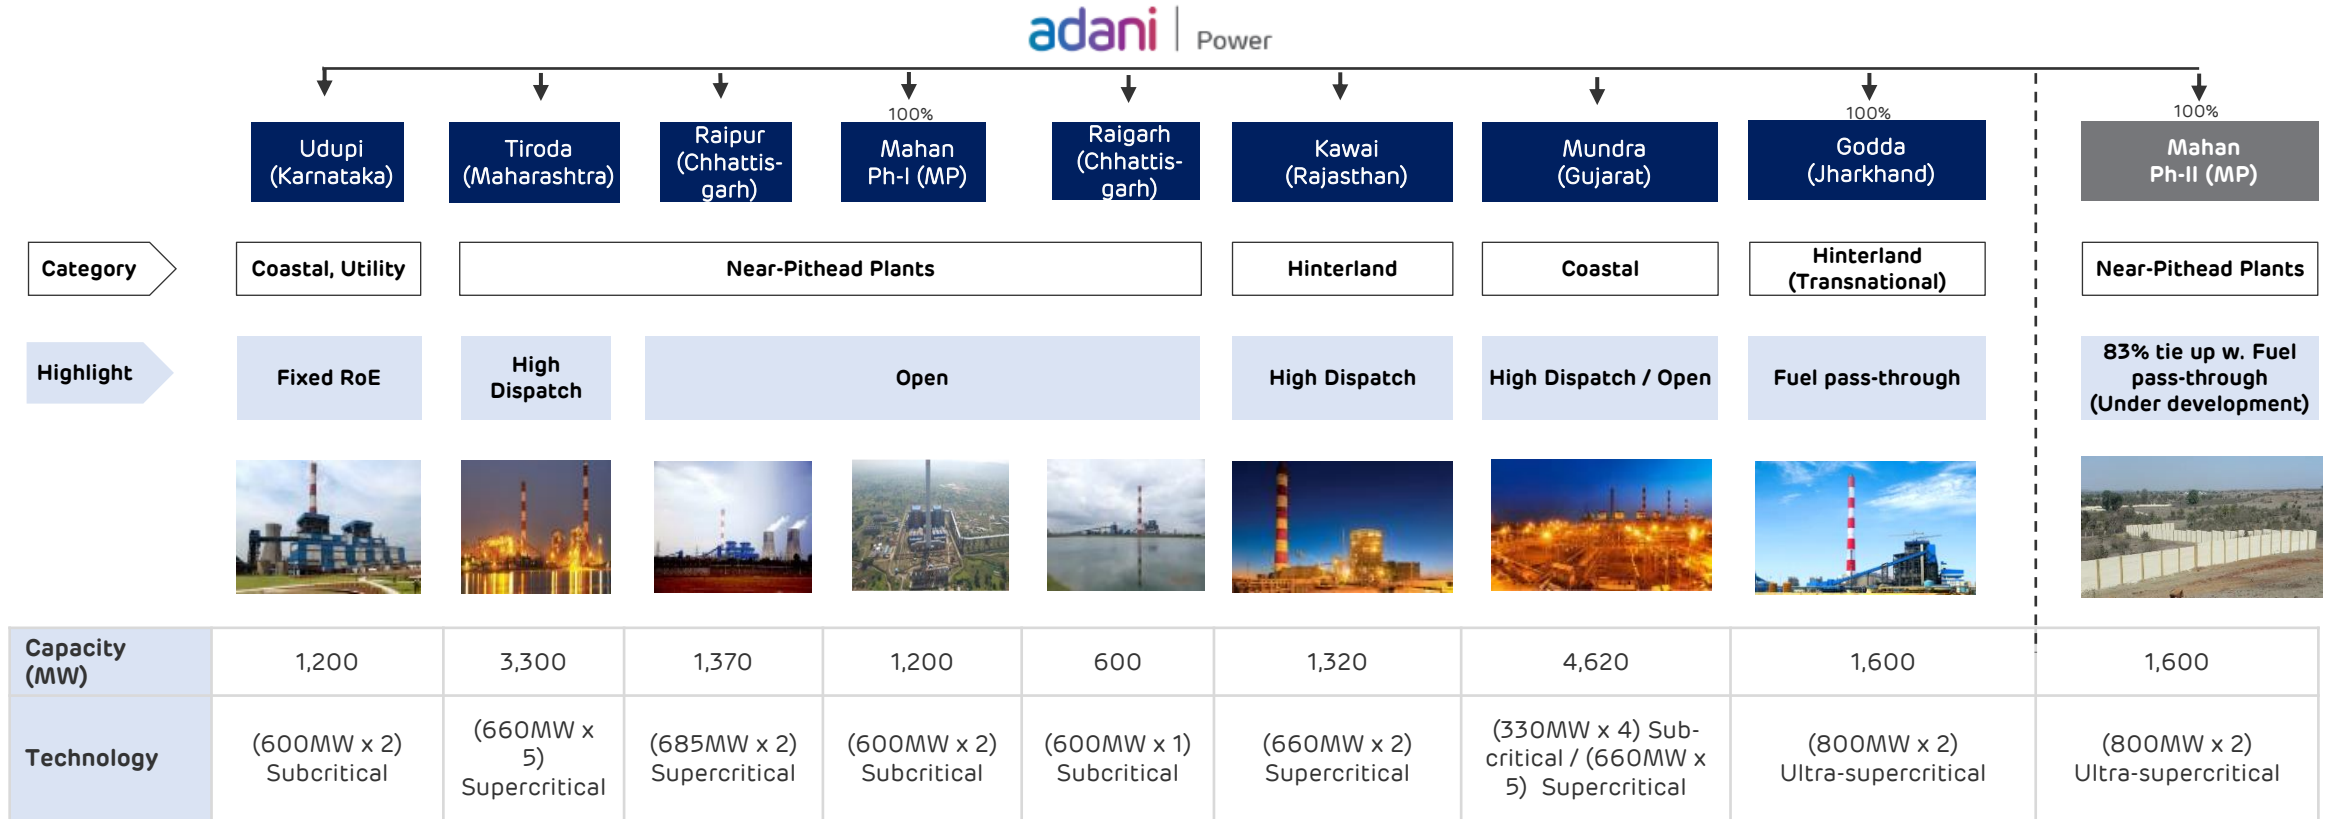 adani | Power
100%
100%
100%
Udupi
(Karnataka)
Tiroda
(Maharashtra)
Raipur
(Chhattis-
garh)
Mahan
Ph-I (MP)
Raigarh
(Chhattis-
garh)
Kawai
(Rajasthan)
Mundra
(Gujarat)
Godda
(Jharkhand)
Mahan
Ph-II (MP)
Category
Coastal, Utility
Near-Pithead Plants
Hinterland
Coastal
Hinterland
(Transnational)
Near-Pithead Plants
Highlight
Fixed RoE
High
Dispatch
Open
High Dispatch
High Dispatch / Open
Fuel pass-through
83% tie up w. Fuel
pass-through
(Under development)
Capacity
(MW)
1,200
3,300
1,370
1,200
600
1,320
4,620
1,600
1,600
Technology
(600MW x 2)
Subcritical
(660MW x
5)
Supercritical
(685MW x 2)
Supercritical
(600MW x 2)
Subcritical
(600MW x 1)
Subcritical
(660MW x 2)
Supercritical
(330MW x 4) Sub-
critical / (660MW x
5) Supercritical
(800MW x 2)
Ultra-supercritical
(800MW x 2)
Ultra-supercritical